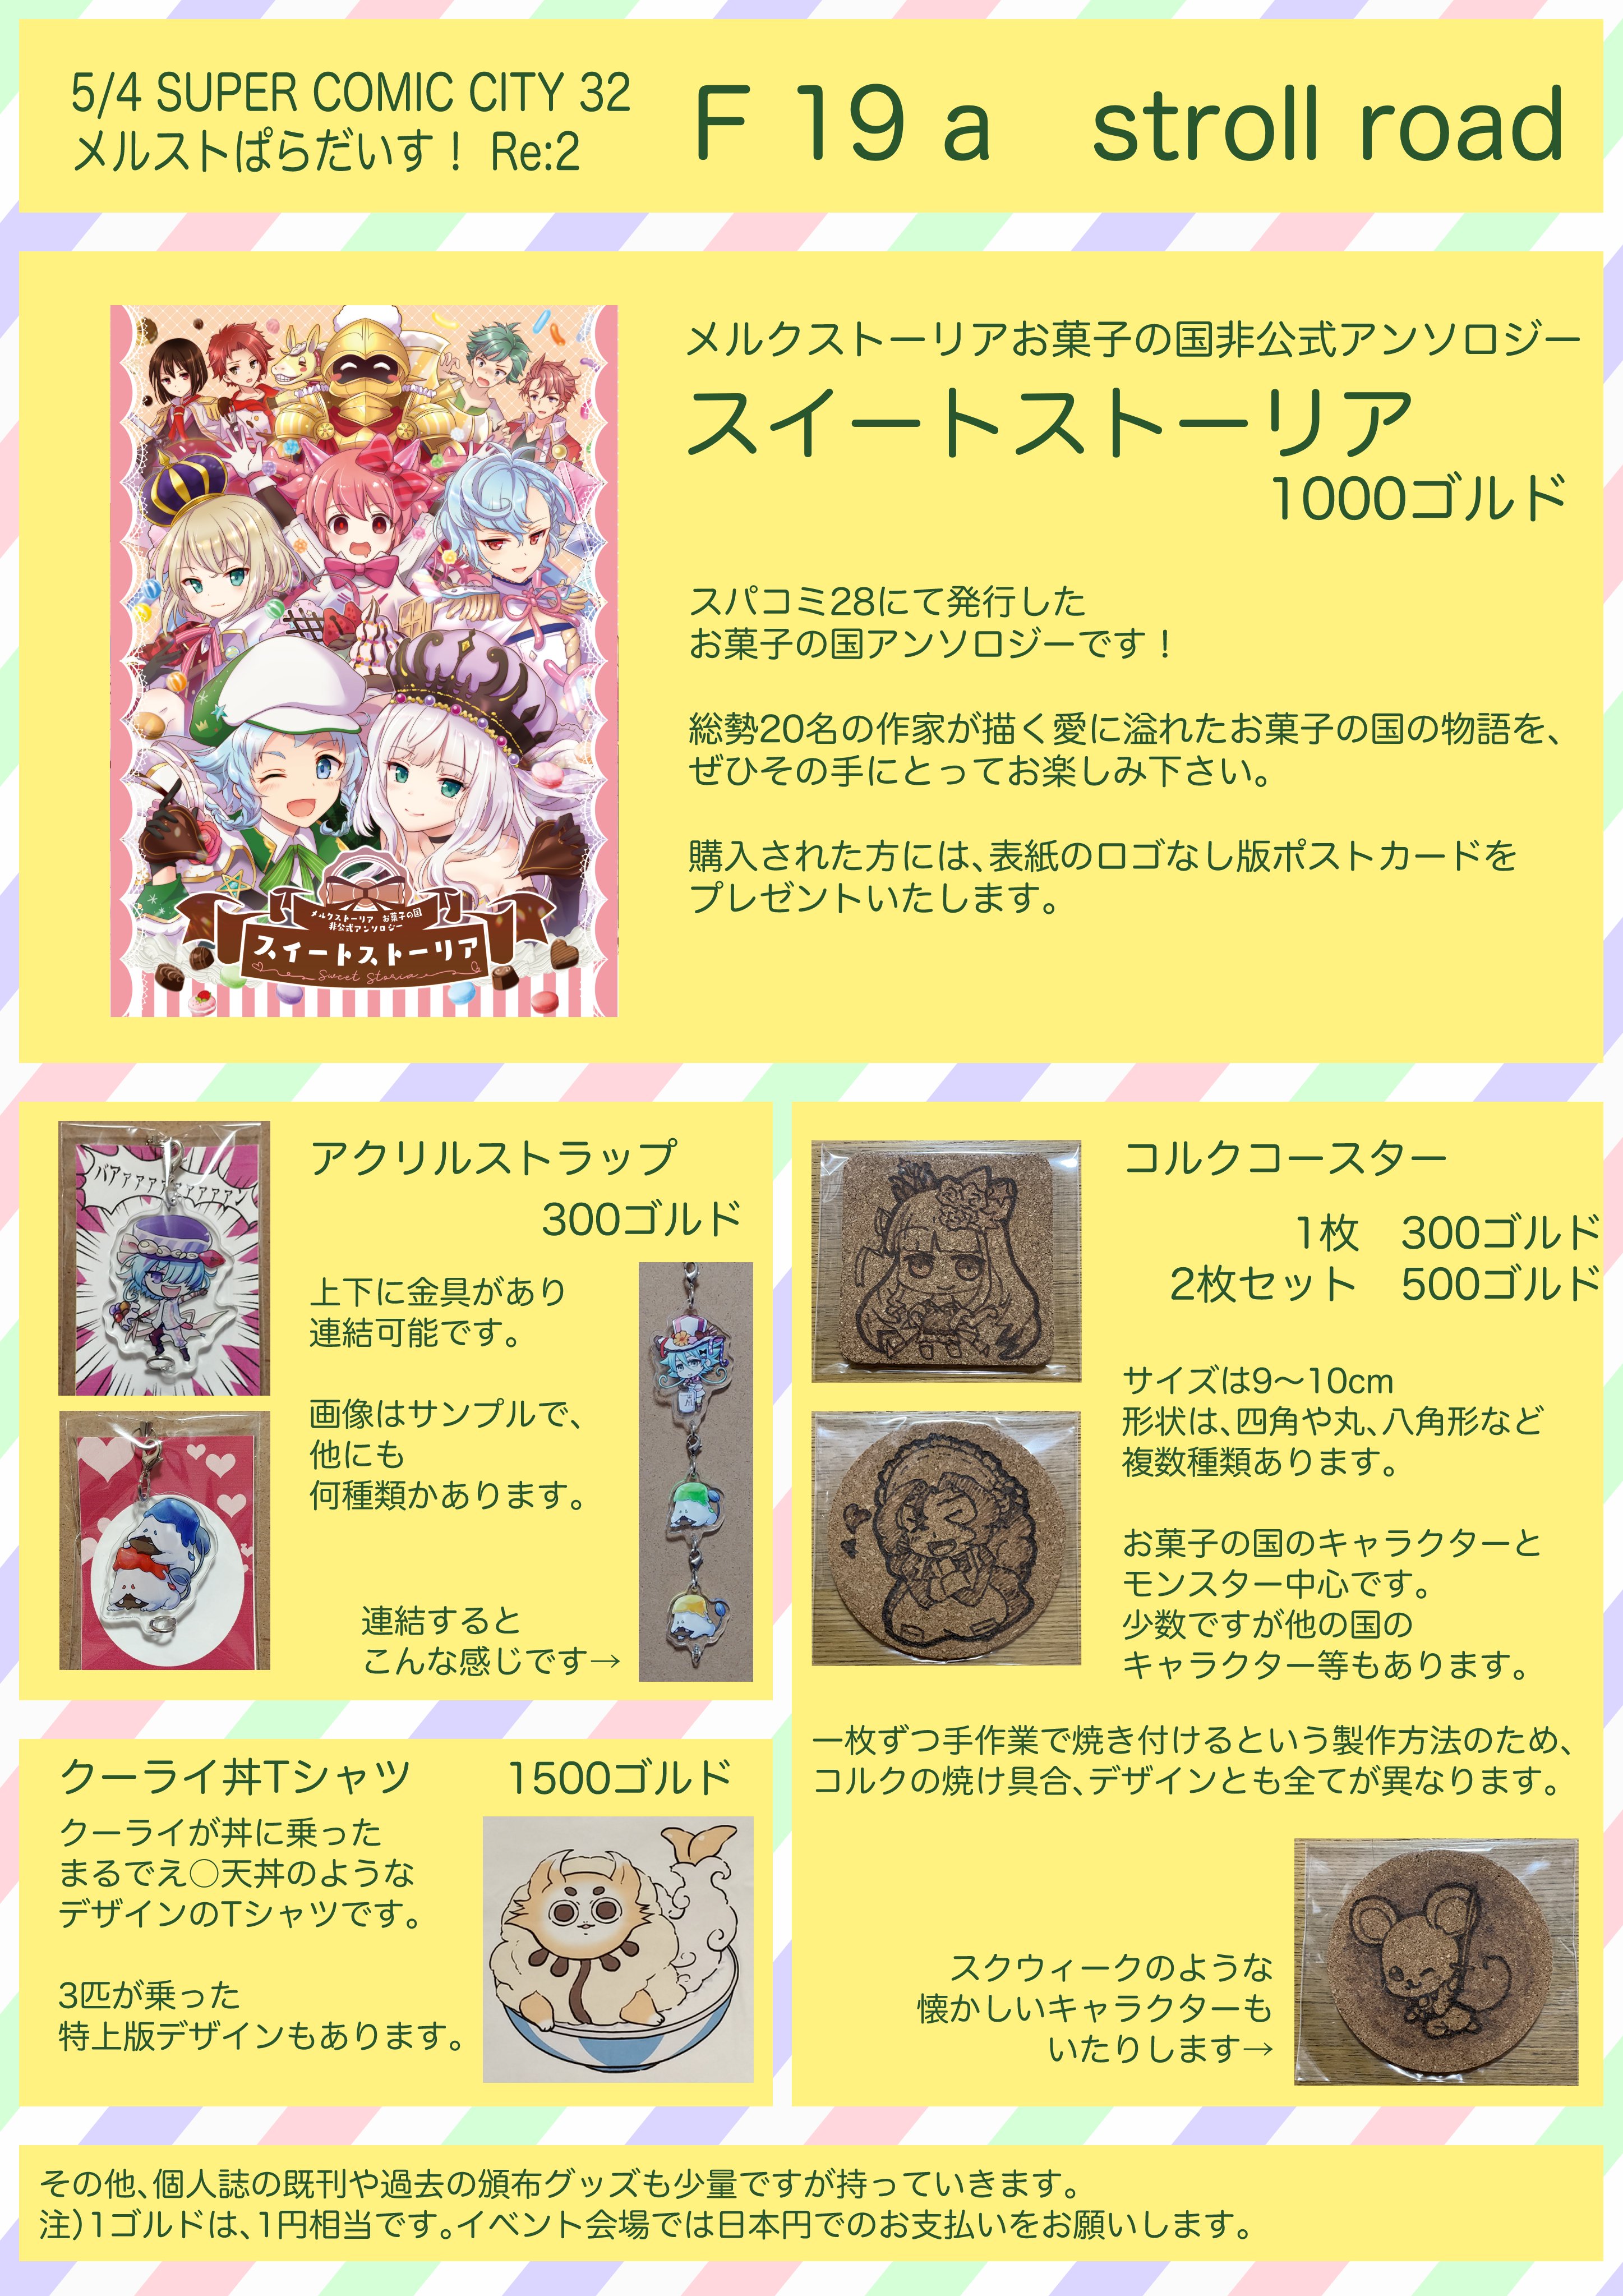 5/4 SUPER COMIC CITY 32
メルストぱらだいす！ Re:2
F 19 a　stroll road
メルクストーリアお菓子の国非公式アンソロジー
スイートストーリア
1000ゴルド
スパコミ28にて発行した
お菓子の国アンソロジーです！
総勢20名の作家が描く愛に溢れたお菓子の国の物語を、
ぜひその手にとってお楽しみ下さい。
購入された方には、表紙のロゴなし版ポストカードを
プレゼントいたします。
メルクストーリア　お菓子の国
非公式アンソロジー
スイートストーリア
Sweet Storia
アクリルストラップ
300ゴルド
上下に金具があり
連結可能です。
画像はサンプルで、
他にも
何種類かあります。
連結すると
こんな感じです→
コルクコースター
1枚　300ゴルド
2枚セット　500ゴルド
サイズは9〜10cm
形状は、四角や丸、八角形など
複数種類あります。
お菓子の国のキャラクターと
モンスター中心です。
少数ですが他の国の
キャラクター等もあります。
一枚ずつ手作業で焼き付けるという製作方法のため、
コルクの焼け具合、デザインとも全てが異なります。
スクウィークのような
懐かしいキャラクターも
いたりします→
クーライ丼Tシャツ　1500ゴルド
クーライが丼に乗った
まるでえ◯天丼のような
デザインのTシャツです。
3匹が乗った
特上版デザインもあります。
その他、個人誌の既刊や過去の頒布グッズも少量ですが持っていきます。
注）1ゴルドは、1円相当です。イベント会場では日本円でのお支払いをお願いします。